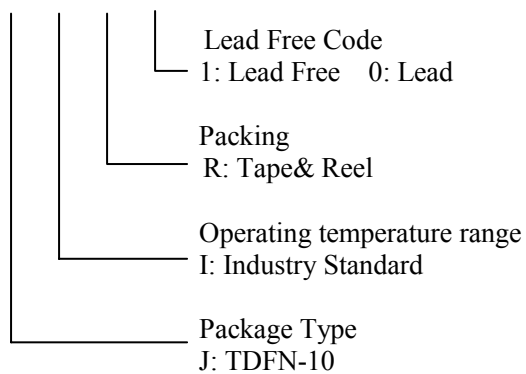 Lead Free Code
1: Lead Free 0: Lead
Packing
R: Tape& Reel
Operating temperature range
I: Industry Standard
Package Type
J: TDFN-10